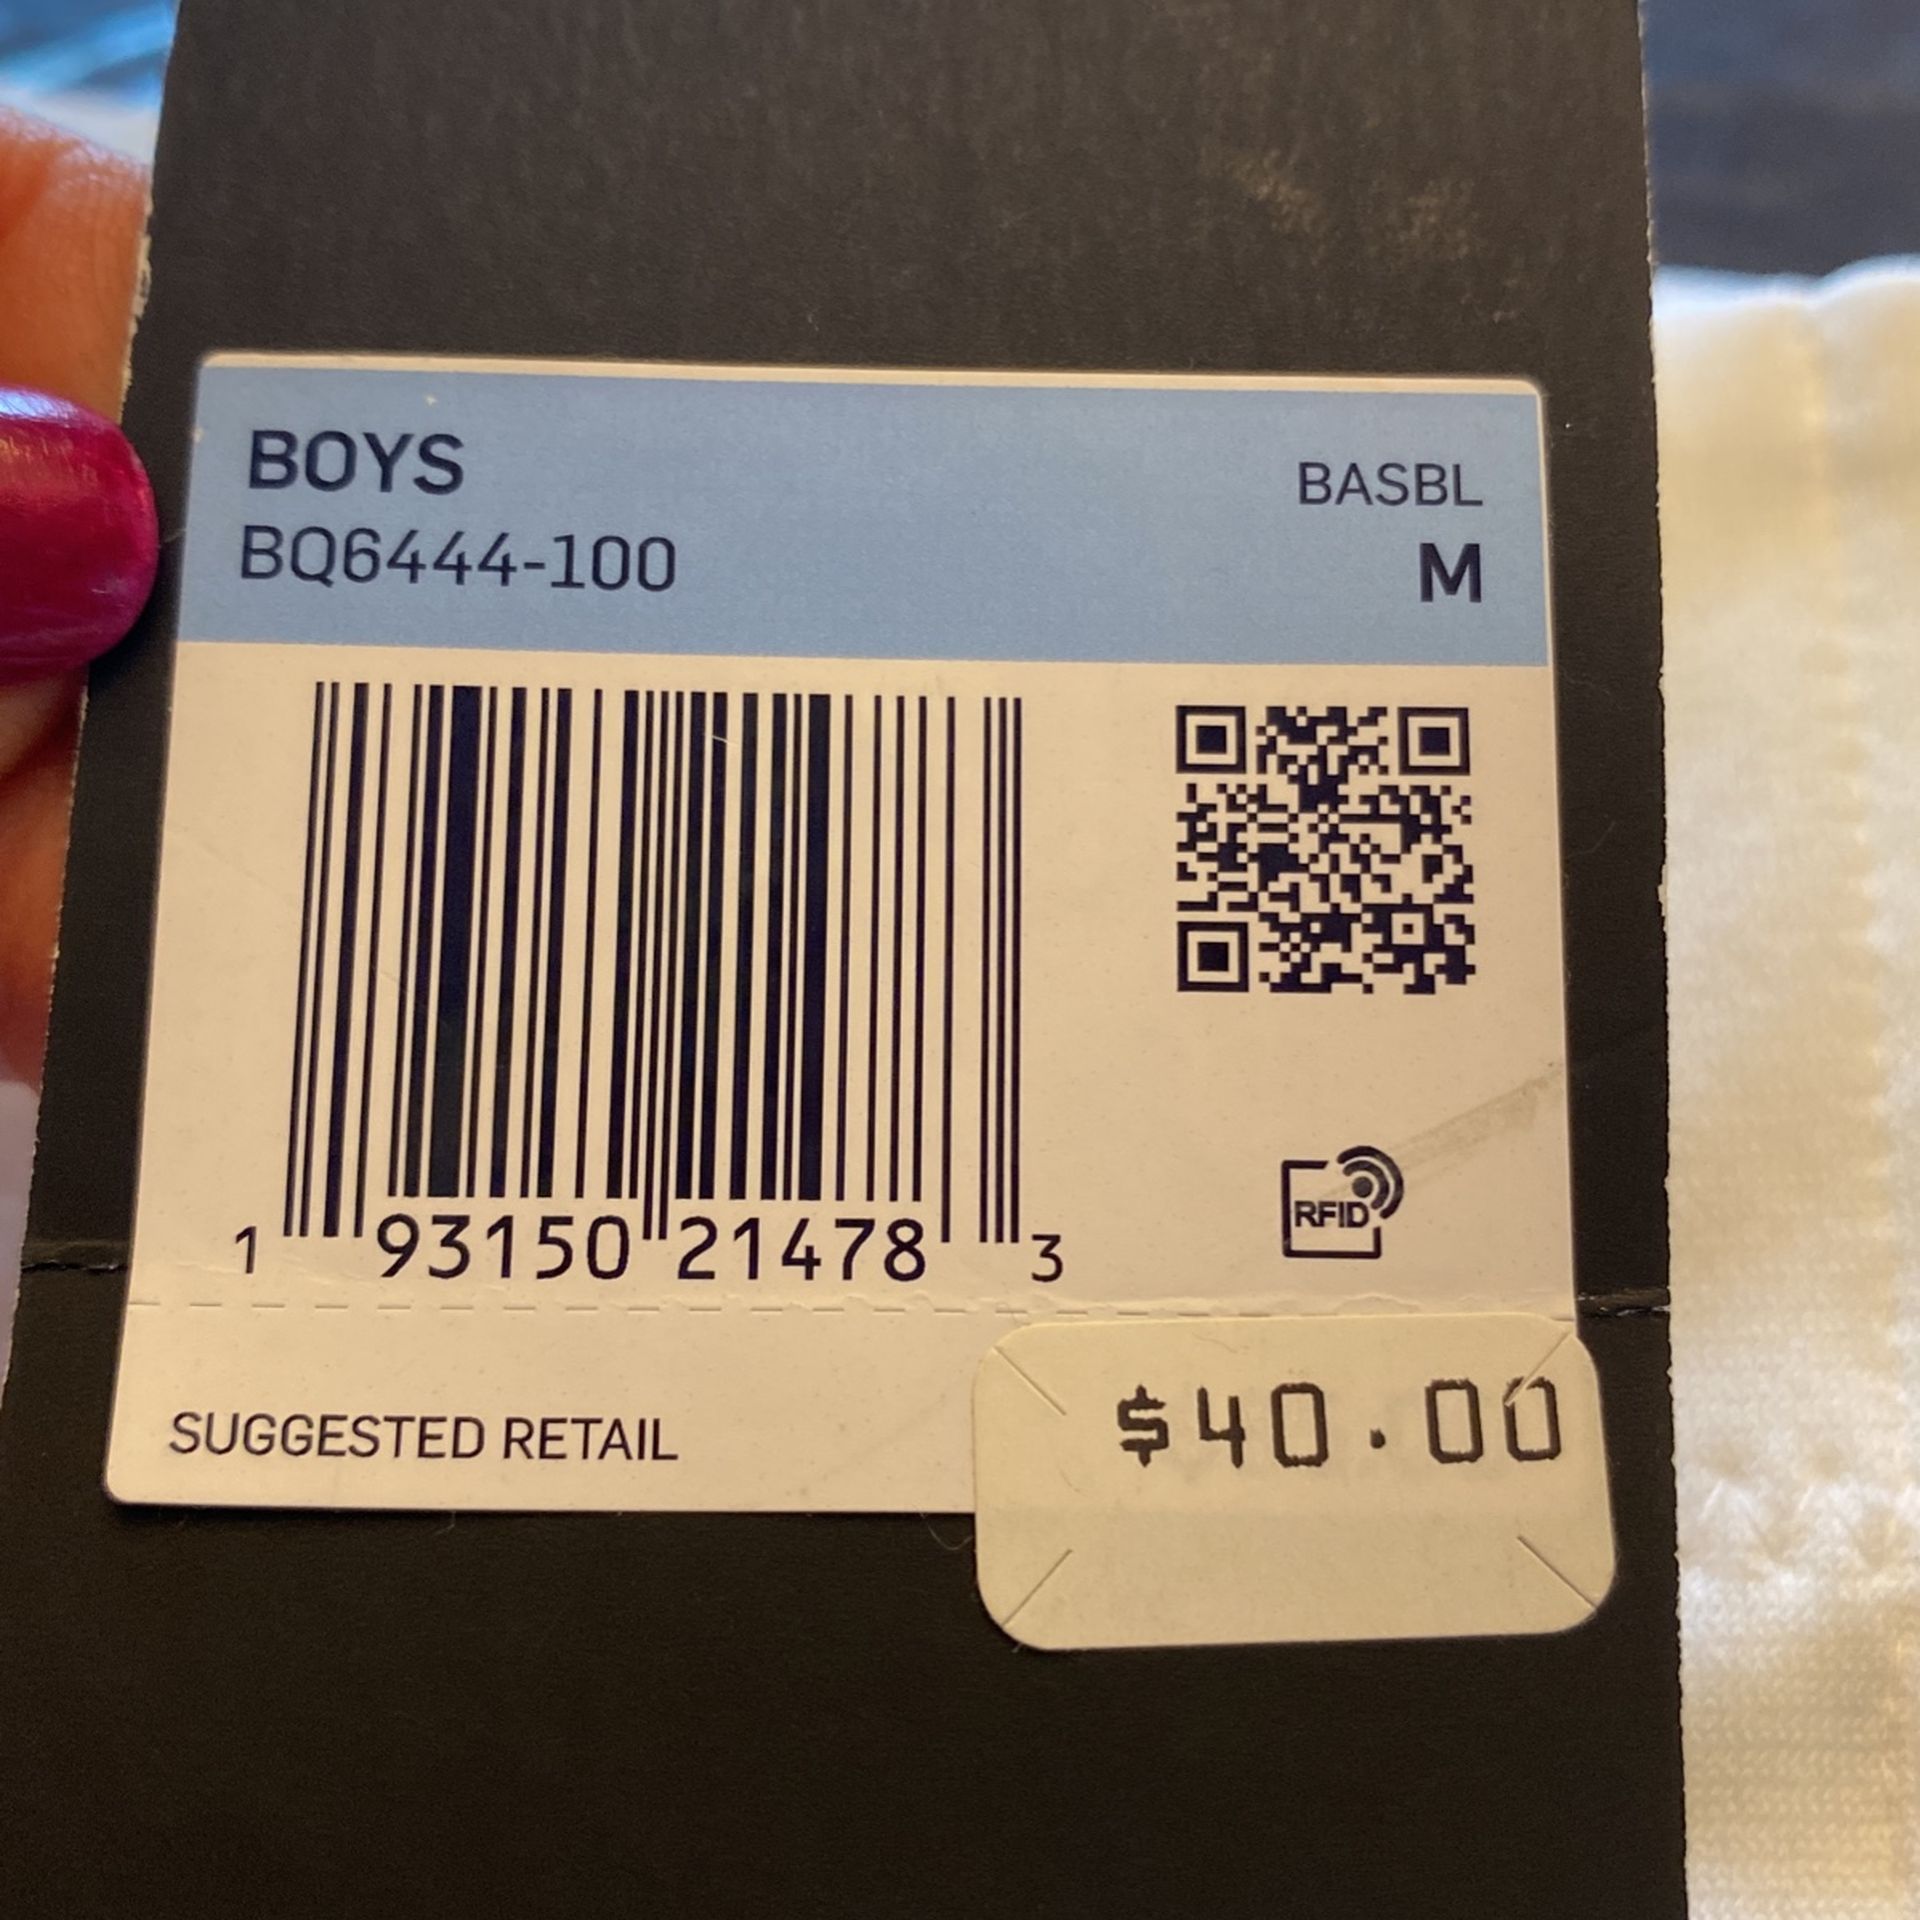 BOYS
BASBL
BQ6444-100
M
1 93150 21478 3
RFID
SUGGESTED RETAIL
$40.00